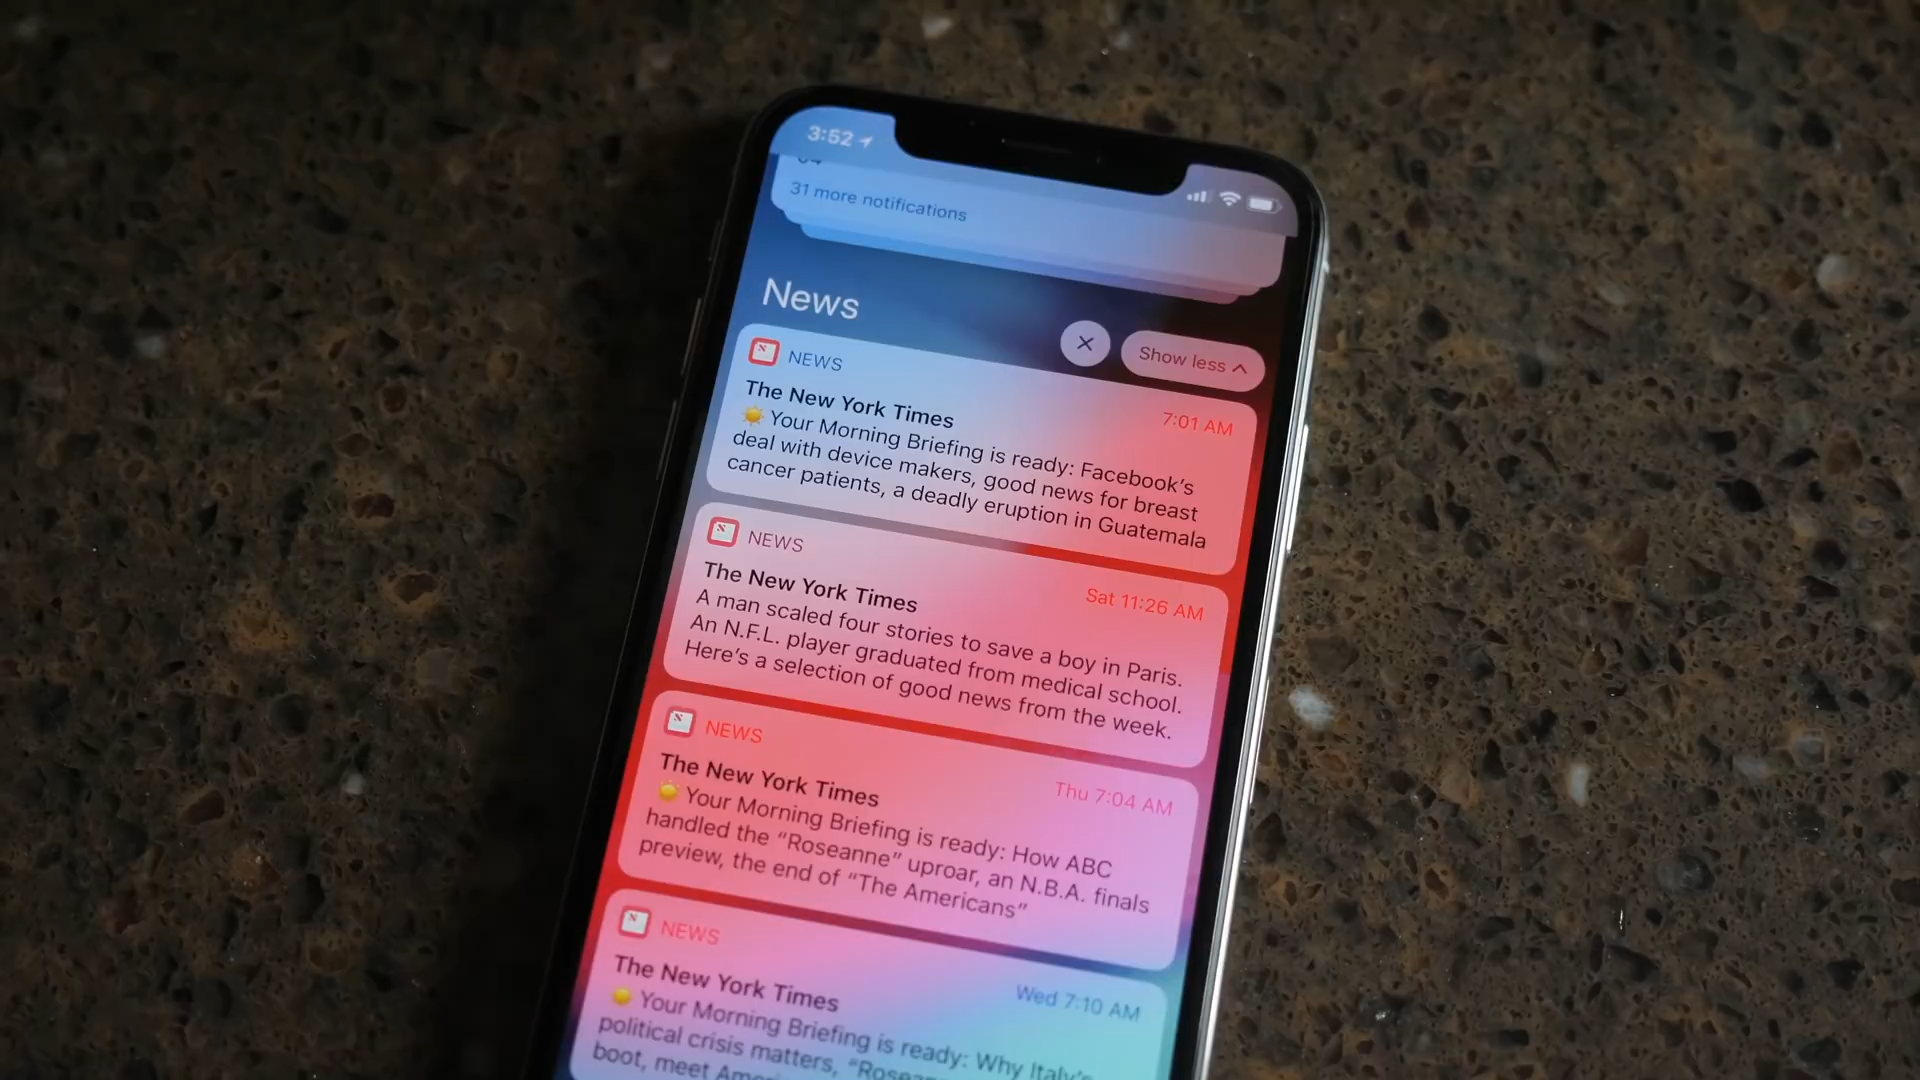 3:52
31 more notifications
News
Show less
NEWS
The New York Times
7:01 AM
Your Morning Briefing is ready: Facebook's
deal with device makers, good news for breast
cancer patients, a deadly eruption in Guatemala
NEWS
The New York Times
Sat 11:26 AM
A man scaled four stories to save a boy in Paris.
An N.F.L. player graduated from medical school.
Here's a selection of good news from the week.
NEWS
The New York Times
Thu 7:04 AM
Your Morning Briefing is ready: How ABC
handled the “Roseanne” uproar, an N.B.A. finals
preview, the end of “The Americans”
NEWS
The New York Times
Wed 7:10 AM
Your Morning Briefing is ready: Why Italy's
political crisis matters,
boot, meet